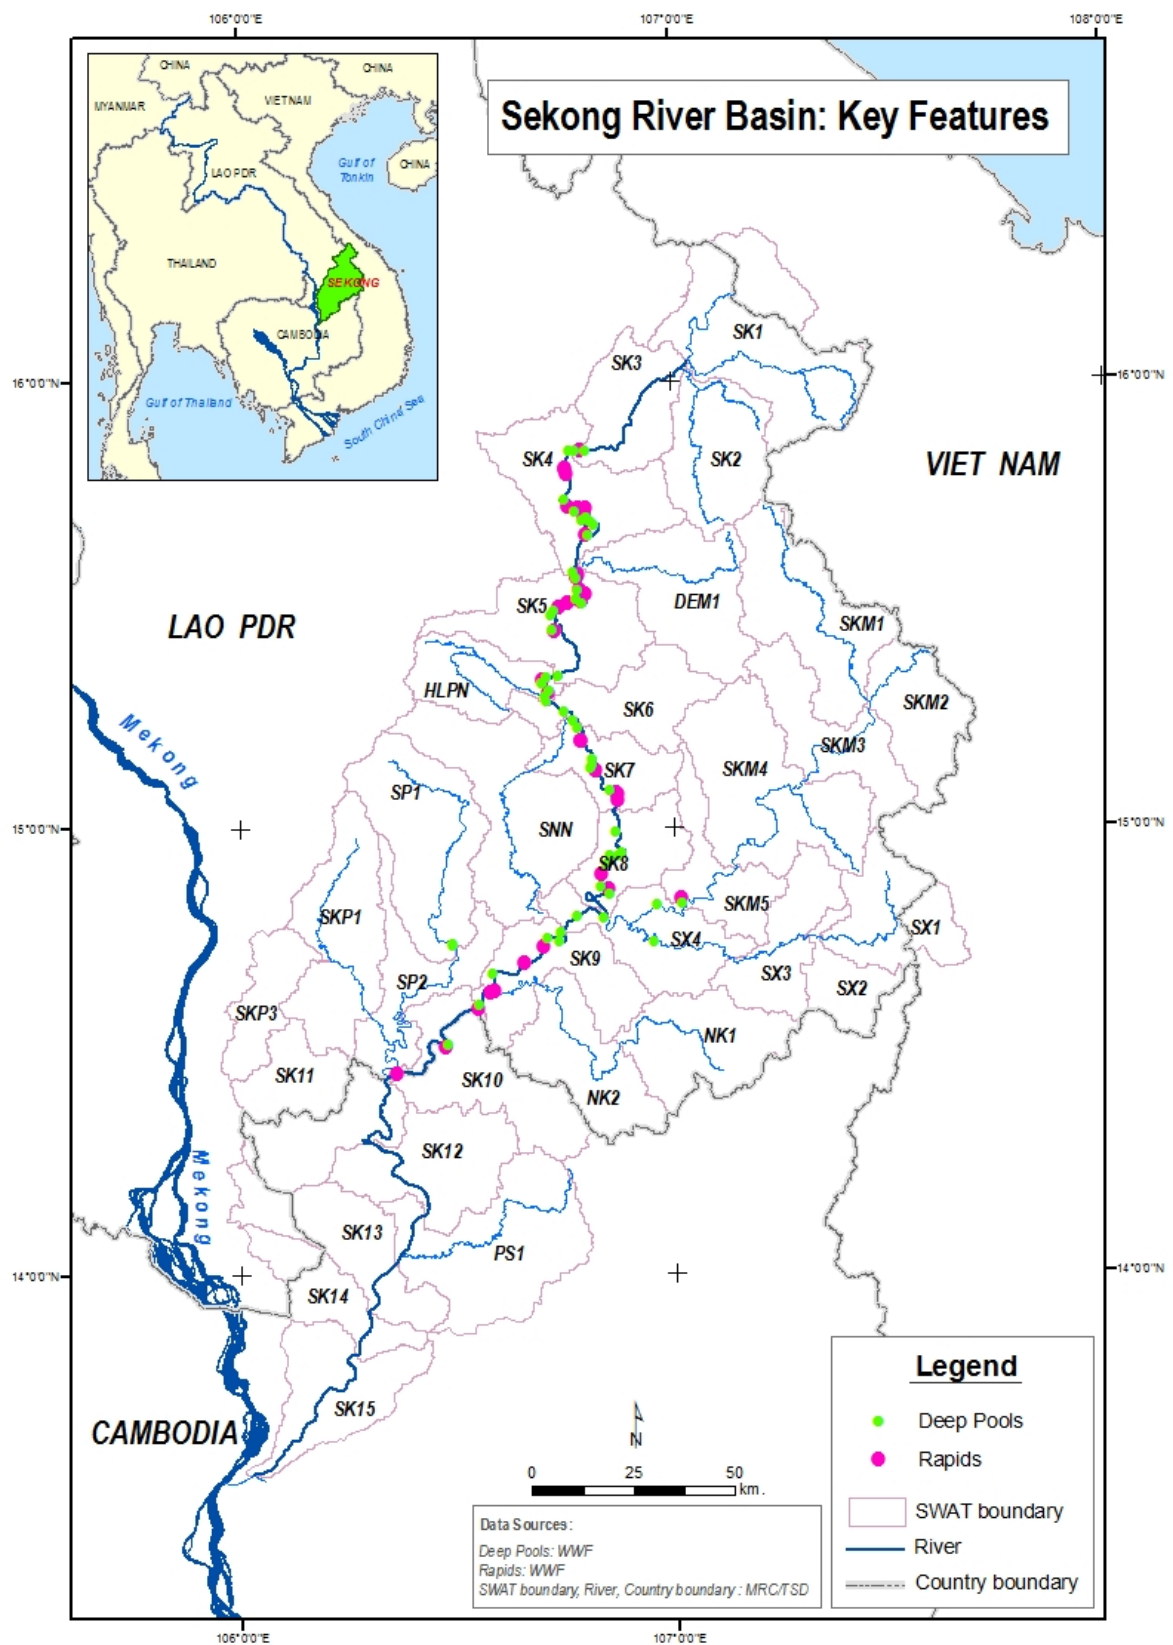 106°0'0"E
107°0'0"E
108°0'0"E
CHINA
CHINA
MYANMAR
VIETNAM
Gulf of
Tonkin
CHINA
LAO PDR
THAILAND
SEKONG
CAMBODIA
Gulf of Thailand
South China Sea
Sekong River Basin: Key Features
SK1
SK3
16°0'0"N
16°0'0"N
SK4
SK2
VIET NAM
SK5
DEM1
LAO PDR
SKM1
HLPN
SK6
SKM2
Mekong
SKM3
SK7
SKM4
SP1
15°0'0"N
SNN
15°0'0"N
SK8
SKP1
SKM5
SX1
SX4
SK9
SP2
SX3
SX2
SKP3
NK1
SK11
SK10
NK2
Mekong
SK12
SK13
PS1
14°0'0"N
14°0'0"N
SK14
SK15
CAMBODIA
N
0 25 50
km.
Data Sources:
Deep Pools: WWF
Rapids: WWF
SWAT boundary, River, Country boundary : MRC/TSD
Legend
Deep Pools
Rapids
SWAT boundary
River
Country boundary
106°0'0"E
107°0'0"E